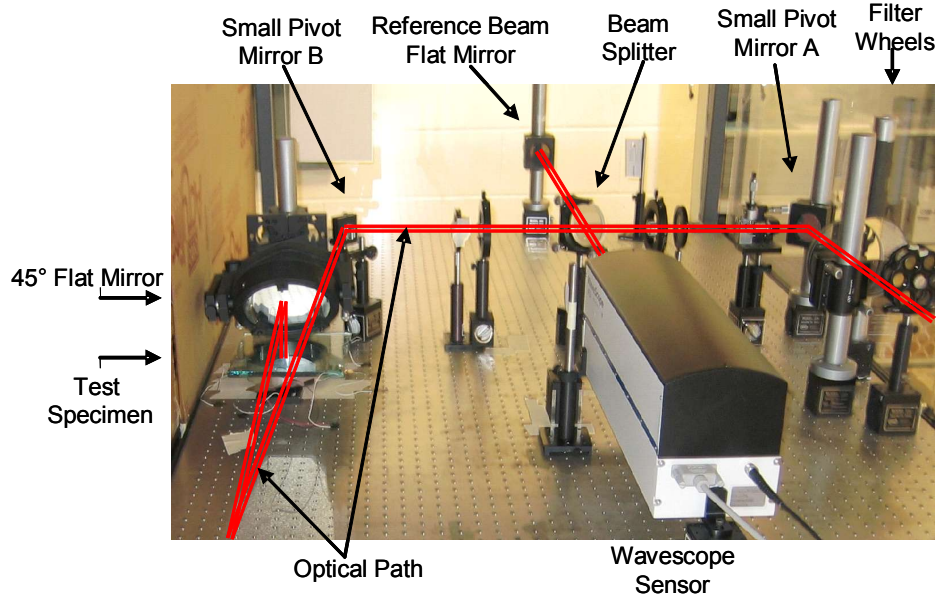 Small Pivot
Mirror B
Reference Beam
Flat Mirror
Beam
Splitter
Small Pivot
Mirror A
Filter
Wheels
45° Flat Mirror
Test
Specimen
Optical Path
Wavescope
Sensor